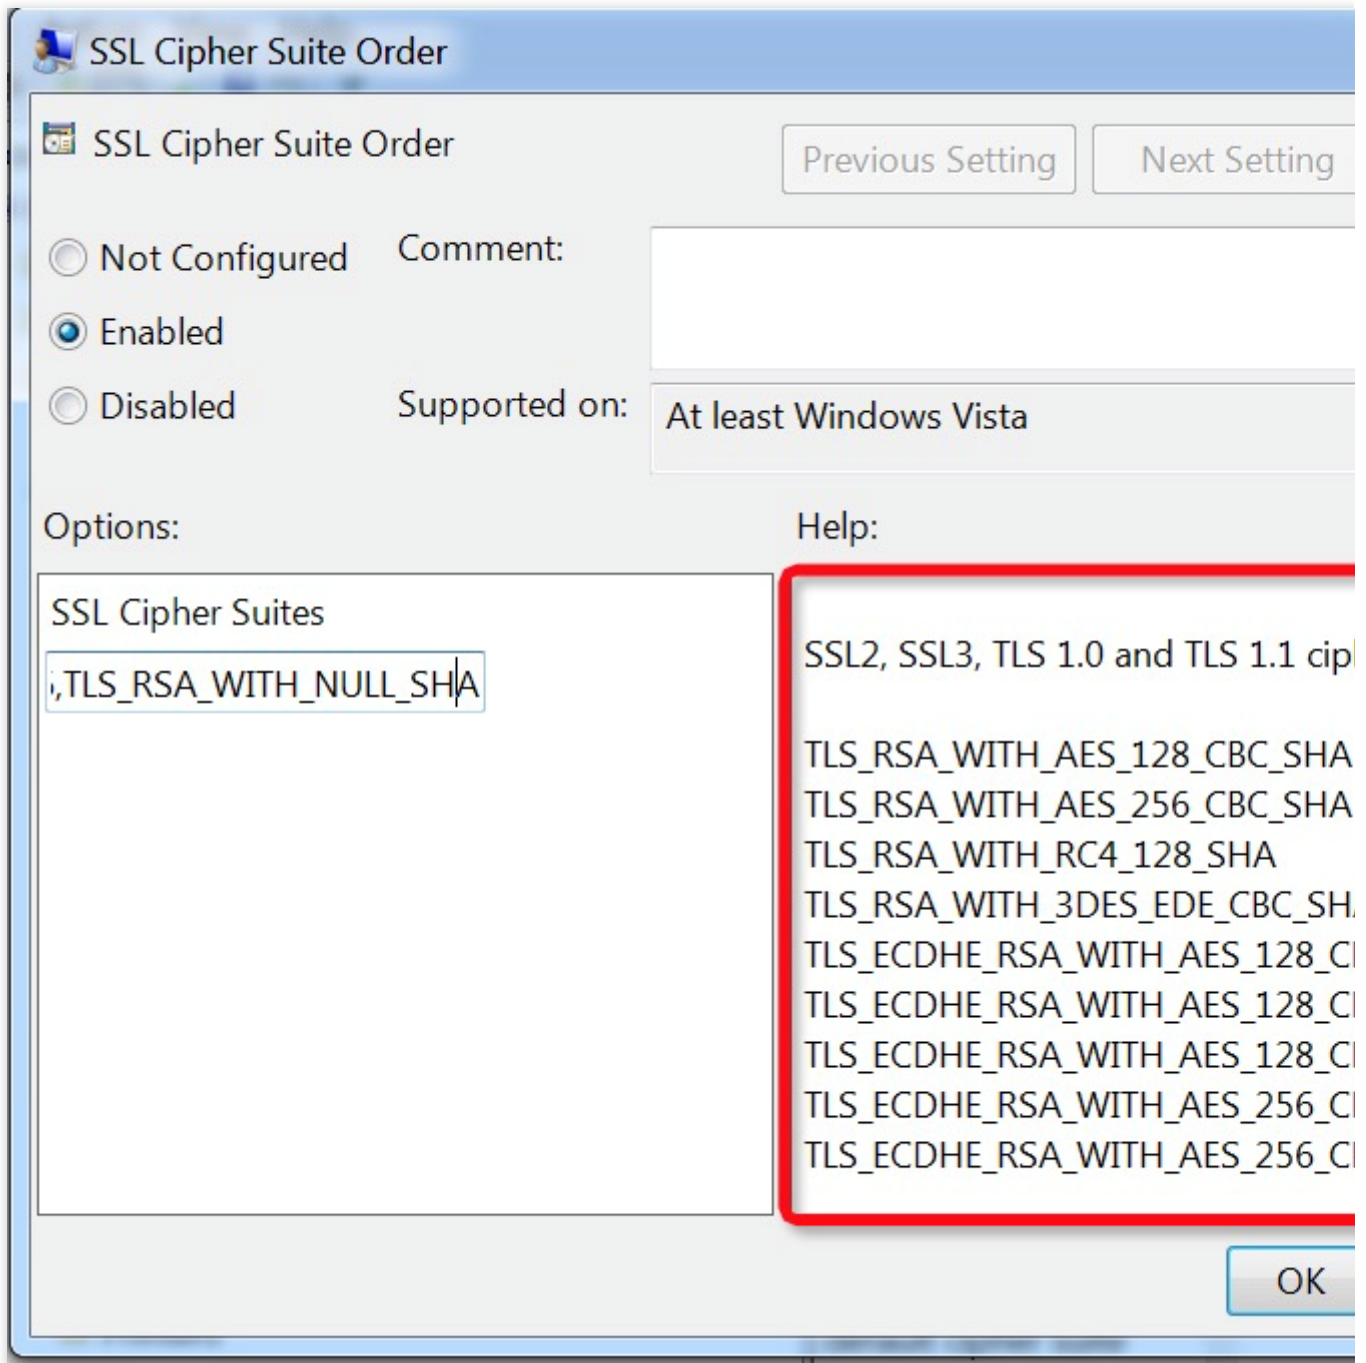 SSL Cipher Suite Order
SSL Cipher Suite Order
Previous Setting
Next Setting
Not Configured
Comment:
Enabled
Disabled
Supported on:
At least Windows Vista
Options:
Help:
SSL Cipher Suites
,TLS_RSA_WITH_NULL_SHA
SSL2, SSL3, TLS 1.0 and TLS 1.1 cip
TLS_RSA_WITH_AES_128_CBC_SHA
TLS_RSA_WITH_AES_256_CBC_SHA
TLS_RSA_WITH_RC4_128_SHA
TLS_RSA_WITH_3DES_EDE_CBC_SHA
TLS_ECDHE_RSA_WITH_AES_128_C
TLS_ECDHE_RSA_WITH_AES_128_C
TLS_ECDHE_RSA_WITH_AES_128_C
TLS_ECDHE_RSA_WITH_AES_256_C
TLS_ECDHE_RSA_WITH_AES_256_C
OK